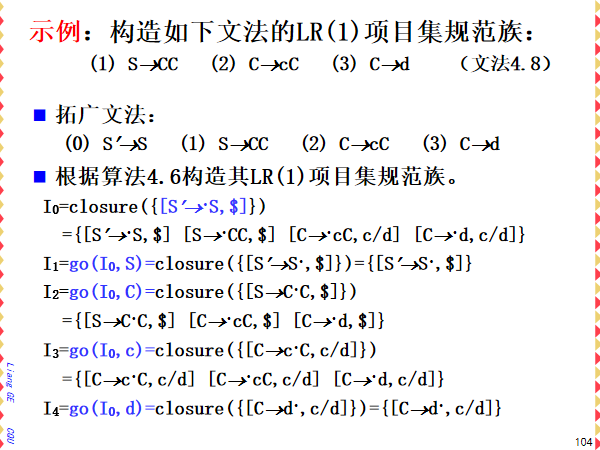 示例：构造如下文法的LR(1)项目集规范族：
(1) S→CC (2) C→cC (3) C→d （文法4.8）
拓广文法：
(0) S′→S (1) S→CC (2) C→cC (3) C→d
根据算法4.6构造其LR(1)项目集规范族。
I₀=closure({[S′→·S,$]})
={[S′→·S,$] [S→·CC,$] [C→·cC,c/d] [C→·d,c/d]}
I₁=go(I₀,S)=closure({[S′→S·,$]})={[S′→S·,$]}
I₂=go(I₀,C)=closure({[S→C·C,$]})
={[S→C·C,$] [C→·cC,$] [C→·d,$]}
I₃=go(I₀,c)=closure({[C→c·C,c/d]})
={[C→c·C,c/d] [C→·cC,c/d] [C→·d,c/d]}
I₄=go(I₀,d)=closure({[C→d·,c/d]})={[C→d·,c/d]}
Liang GE CQU
104